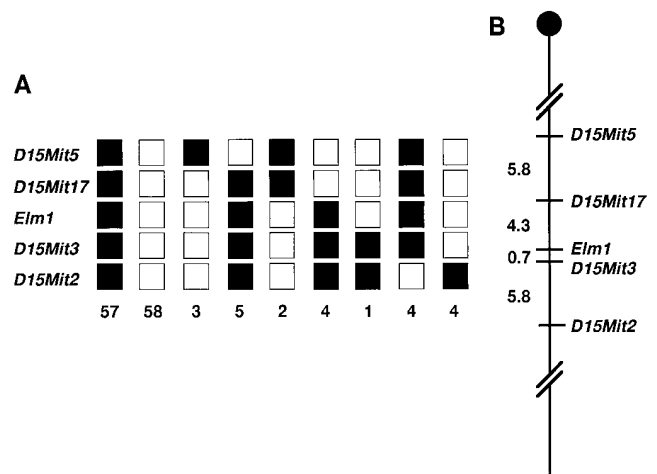 A
D15Mit5
D15Mit17
Elm1
D15Mit3
D15Mit2
57 58 3 5 2 4 1 4 4
B
D15Mit5
5.8
D15Mit17
4.3
Elm1
0.7
D15Mit3
5.8
D15Mit2